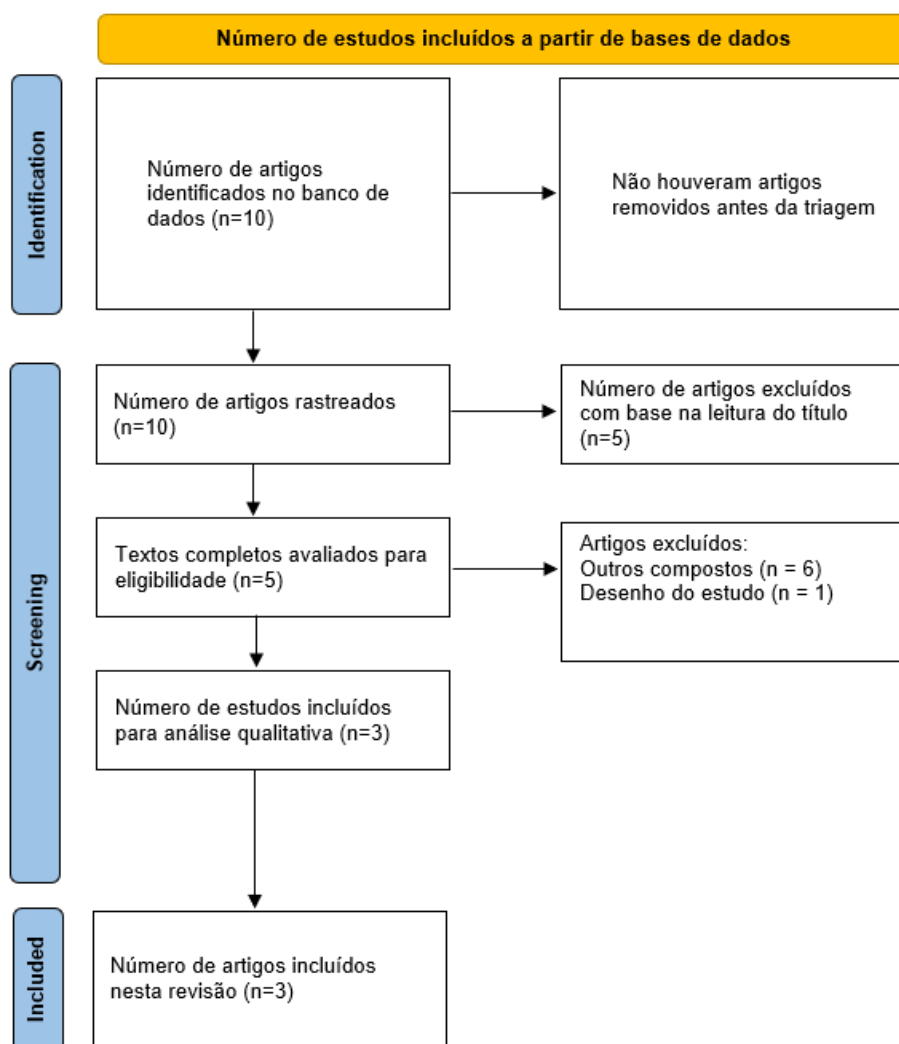 Número de estudos incluídos a partir de bases de dados
Identification
Número de artigos
identificados no banco de
dados (n=10)
Não houveram artigos
removidos antes da triagem
Screening
Número de artigos rastreados
(n=10)
Número de artigos excluídos
com base na leitura do título
(n=5)
Textos completos avaliados para
eligibilidade (n=5)
Artigos excluídos:
Outros compostos (n = 6)
Desenho do estudo (n = 1)
Número de estudos incluídos
para análise qualitativa (n=3)
Included
Número de artigos incluídos
nesta revisão (n=3)